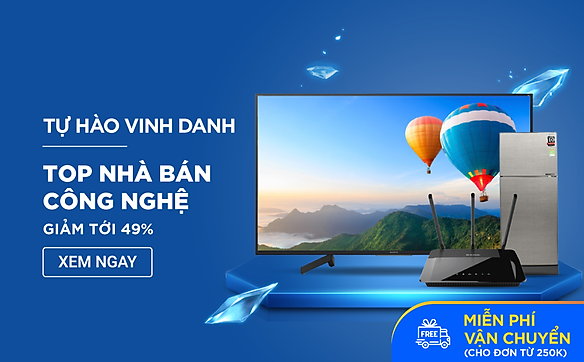 TỰ HÀO VINH DANH
TOP NHÀ BÁN
CÔNG NGHỆ
GIẢM TỚI 49%
XEM NGAY
FREE
MIỄN PHÍ
VẬN CHUYỂN
(CHO ĐƠN TỪ 250K)